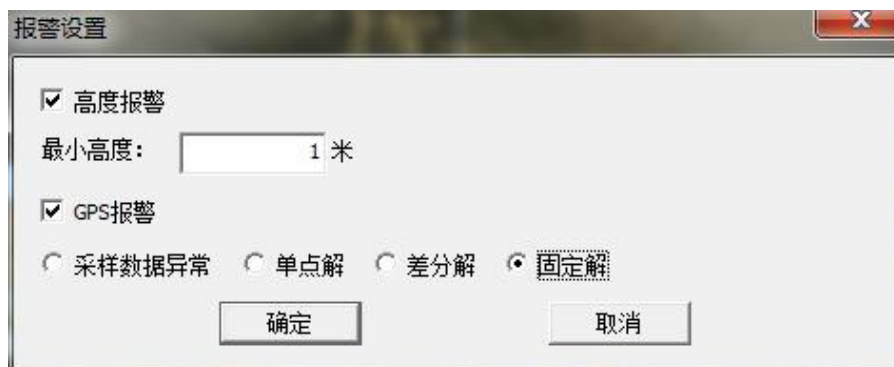 报警设置
高度报警
最小高度： 1 米
GPS报警
采样数据异常 单点解 差分解 固定解
确定 取消